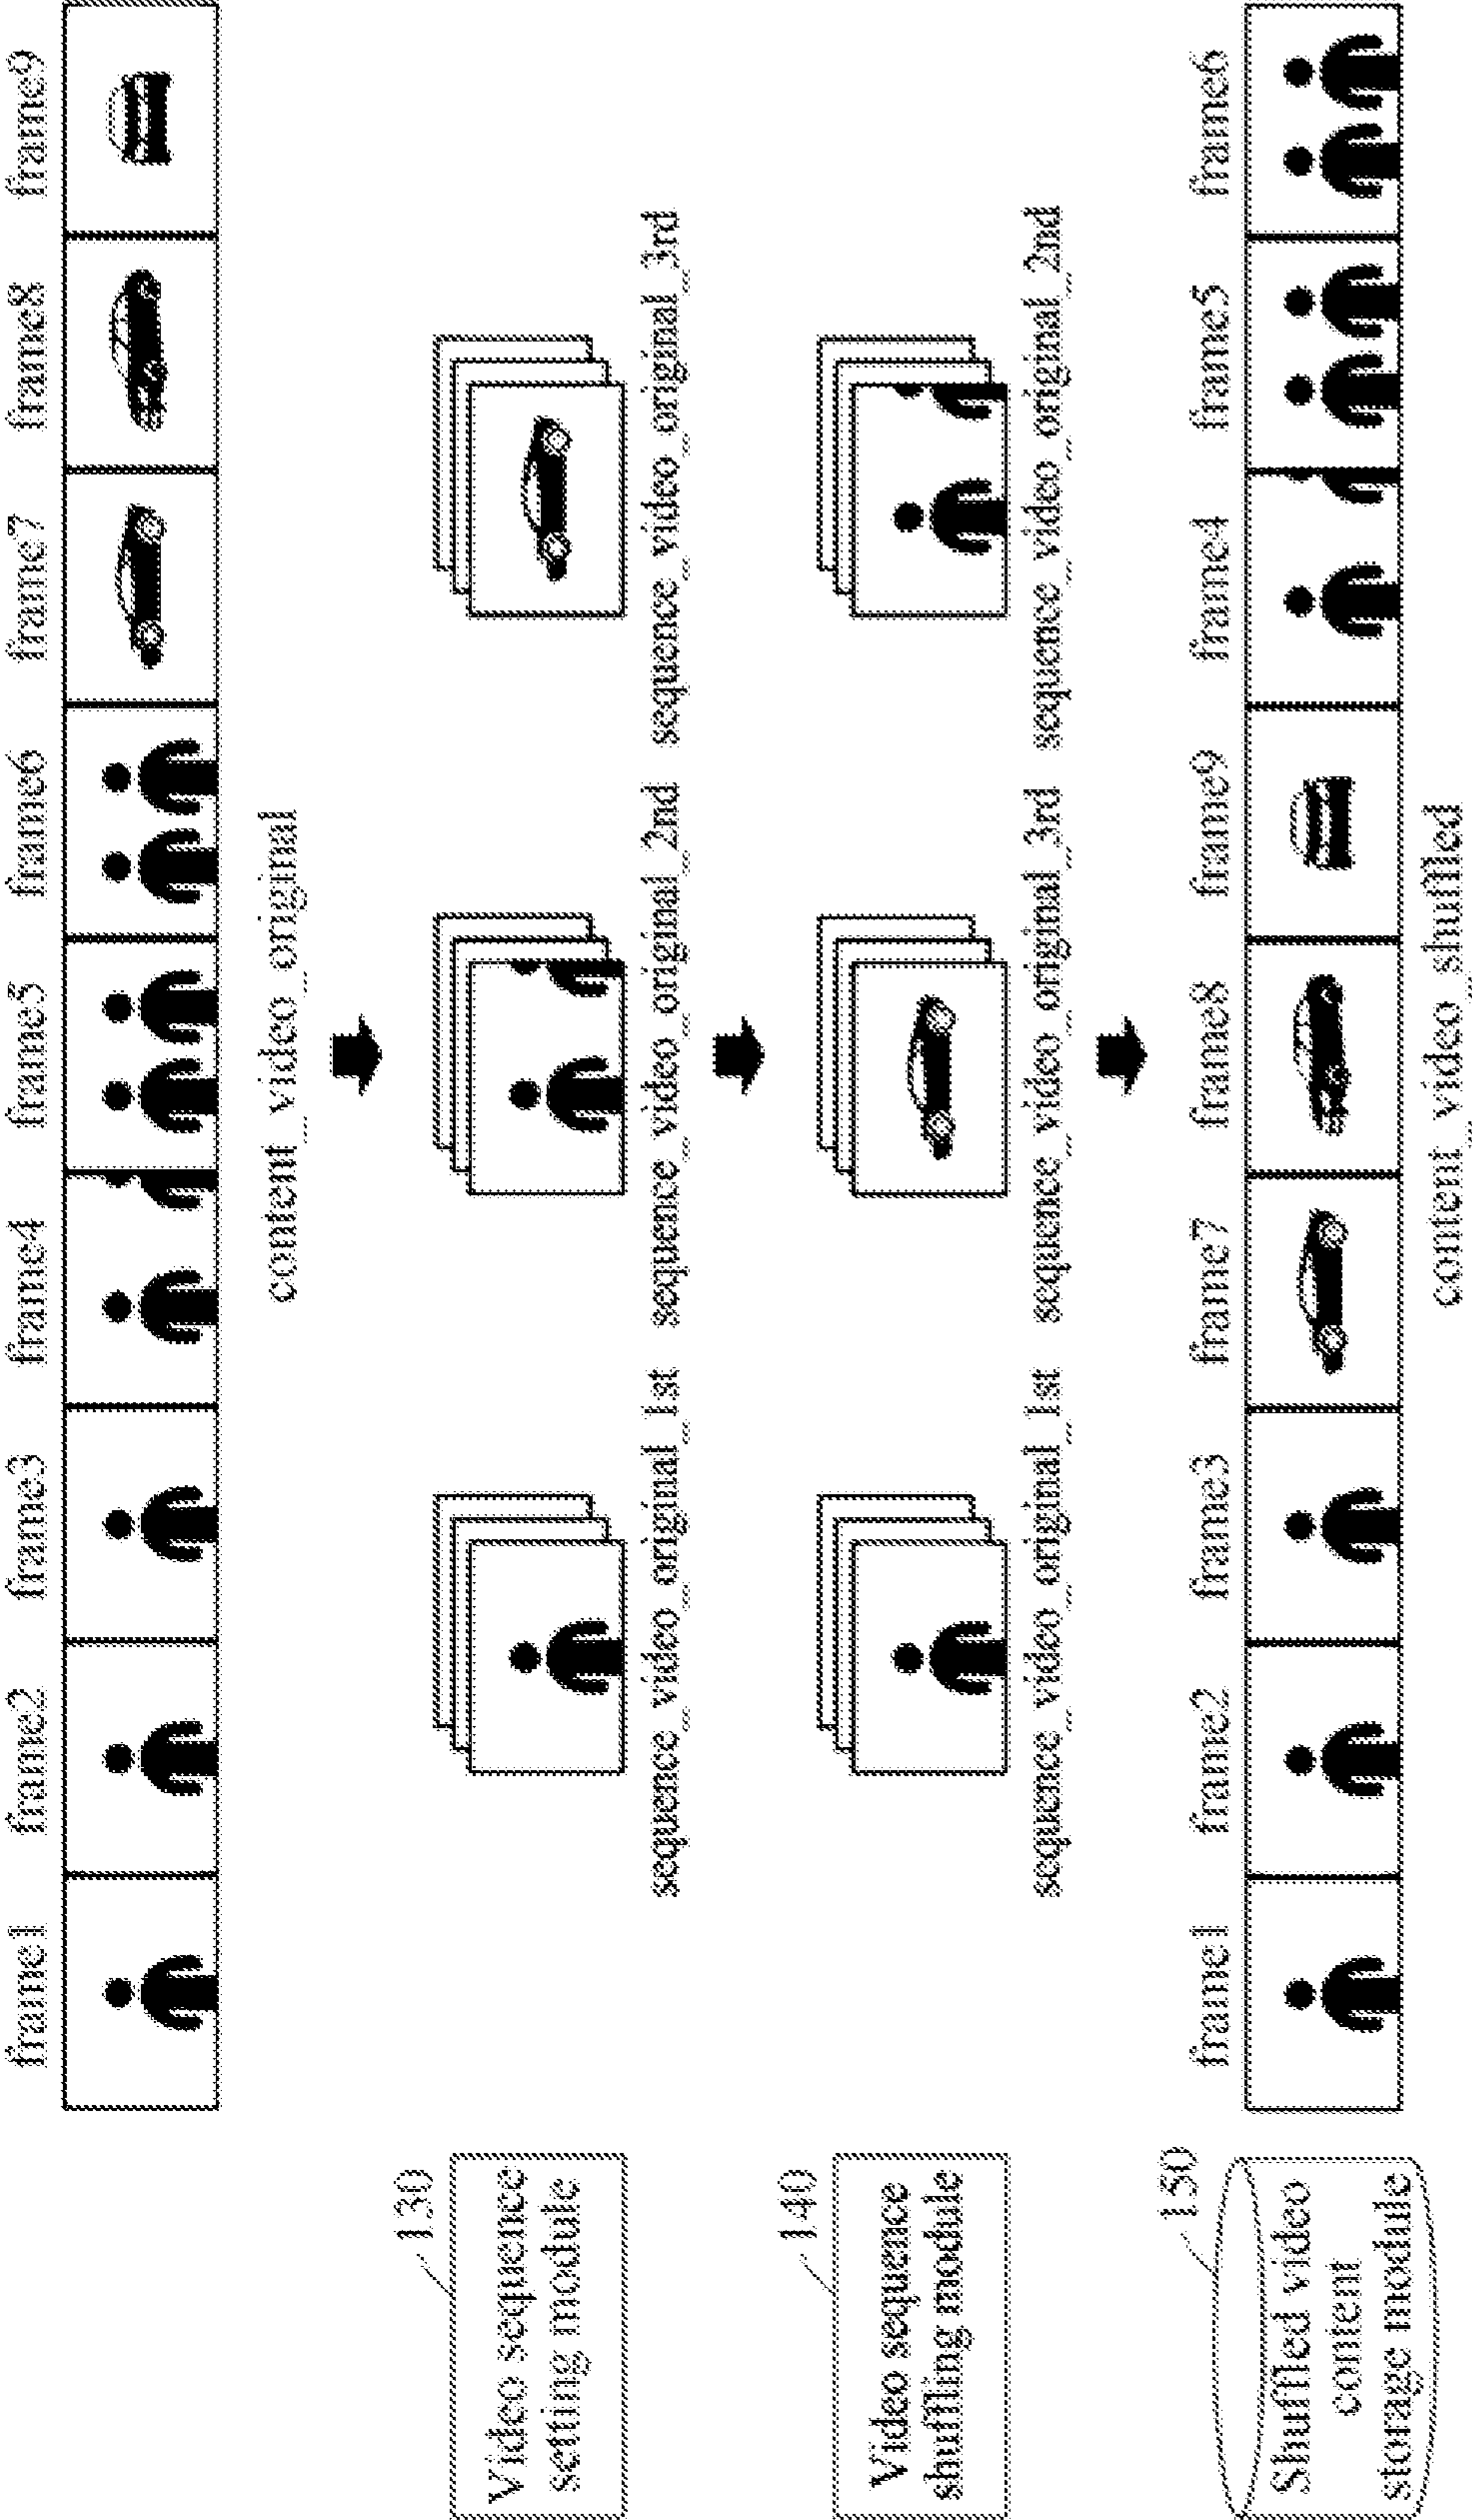 frame1 frame2 frame3 frame4 frame5 frame6 frame7 frame8 frame9
content_video_original
130
Video sequence
setting module
sequence_video_original_1st sequence_video_original_2nd sequence_video_original_3rd
140
Video sequence
shuffling module
sequence_video_original_1st sequence_video_original_3rd sequence_video_original_2nd
150
Shuffled video
content
storage module
frame1 frame2 frame3 frame7 frame8 frame9 frame4 frame5 frame6
content_video_shuffled